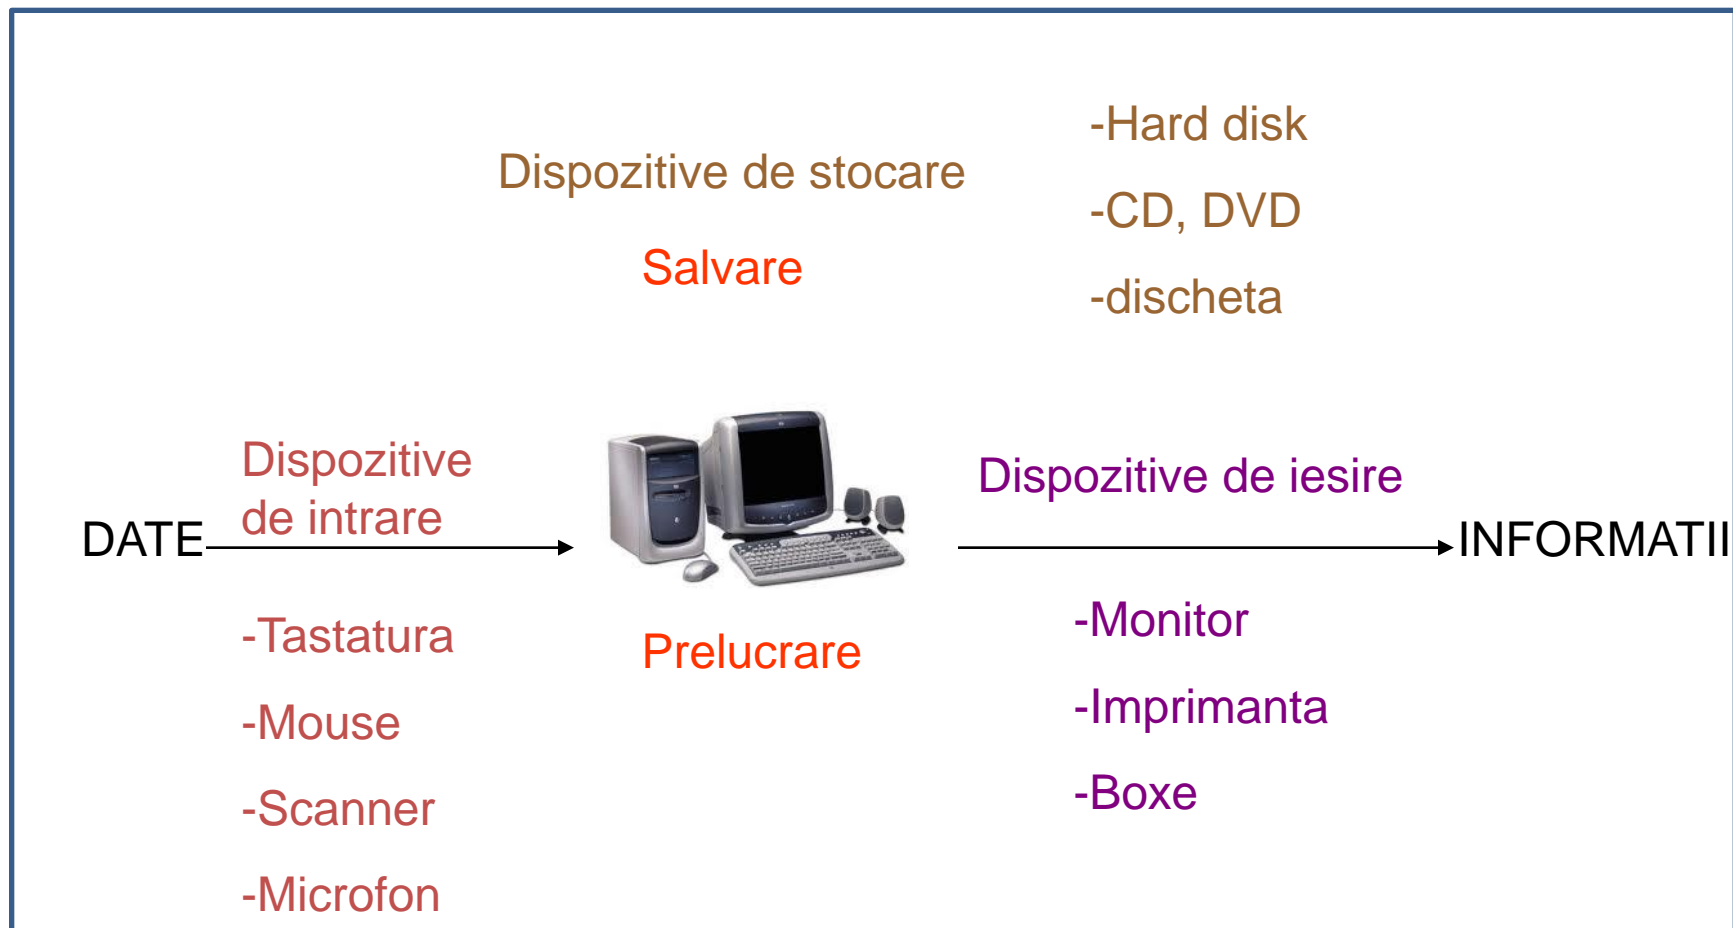 Dispozitive de stocare
Salvare
-Hard disk
-CD, DVD
-discheta
DATE
Dispozitive
de intrare
-Tastatura
-Mouse
-Scanner
-Microfon
Prelucrare
Dispozitive de iesire
INFORMATII
-Monitor
-Imprimanta
-Boxe